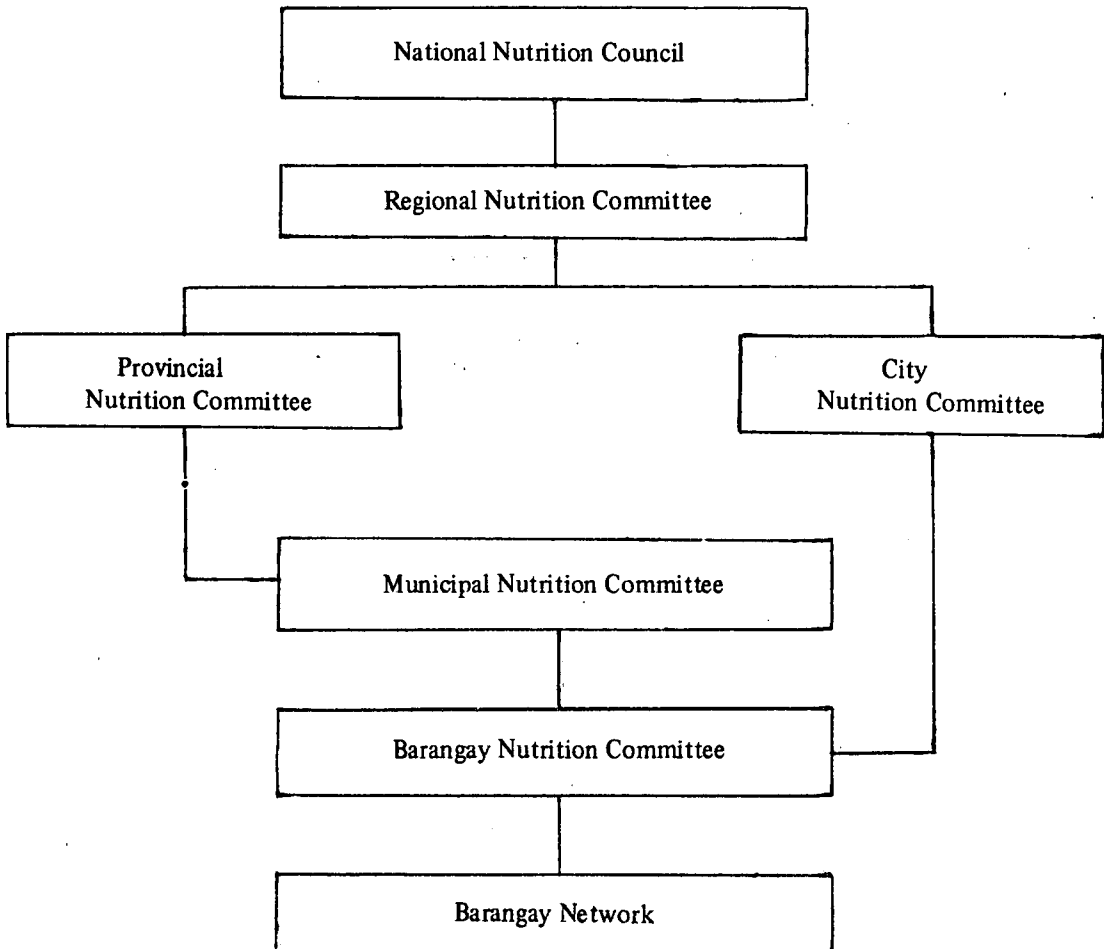 National Nutrition Council
Regional Nutrition Committee
Provincial
Nutrition Committee
City
Nutrition Committee
Municipal Nutrition Committee
Barangay Nutrition Committee
Barangay Network